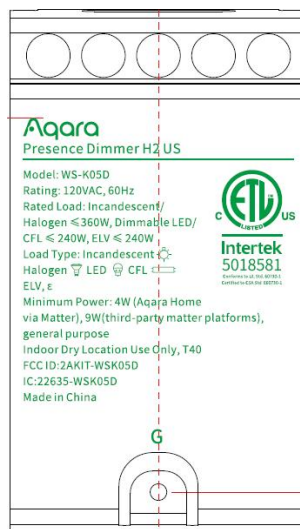 Aqara
Presence Dimmer H2 US
Model: WS-K05D
Rating: 120VAC, 60Hz
Rated Load: Incandescent/
Halogen ≤360W, Dimmable LED/
CFL ≤ 240W, ELV ≤ 240W
Load Type: Incandescent
Halogen LED CFL
ELV, ε
Minimum Power: 4W (Aqara Home
via Matter), 9W(third-party matter platforms),
general purpose
Indoor Dry Location Use Only, T40
FCC ID:2AKIT-WSK05D
IC:22635-WSK05D
Made in China
ETL
LISTED
C US
Intertek
5018581
G